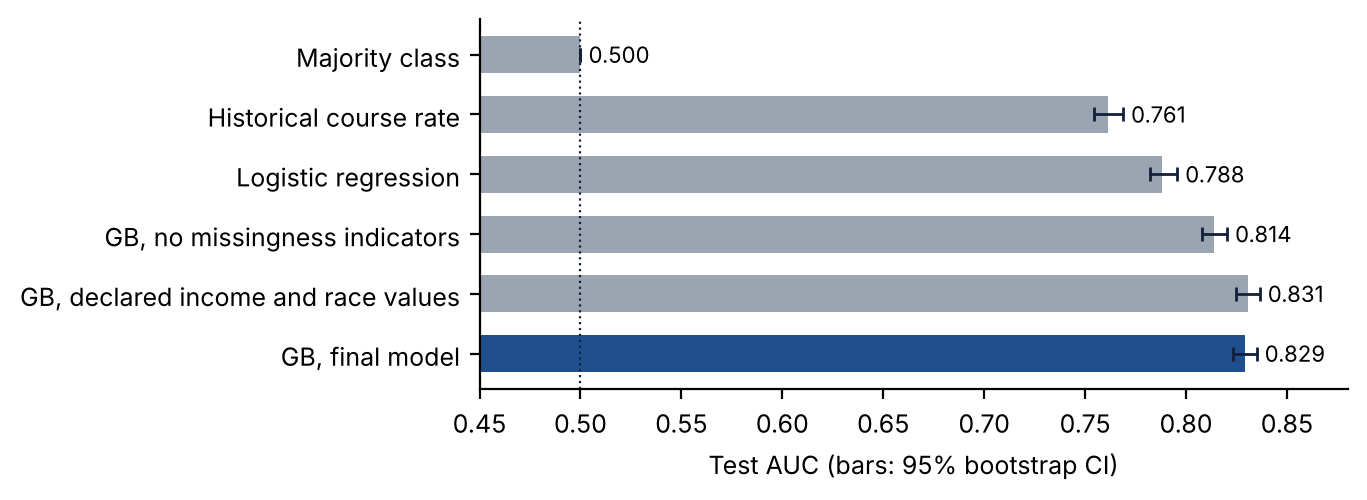 Majority class 0.500
Historical course rate 0.761
Logistic regression 0.788
GB, no missingness indicators 0.814
GB, declared income and race values 0.831
GB, final model 0.829
0.45 0.50 0.55 0.60 0.65 0.70 0.75 0.80 0.85
Test AUC (bars: 95% bootstrap CI)